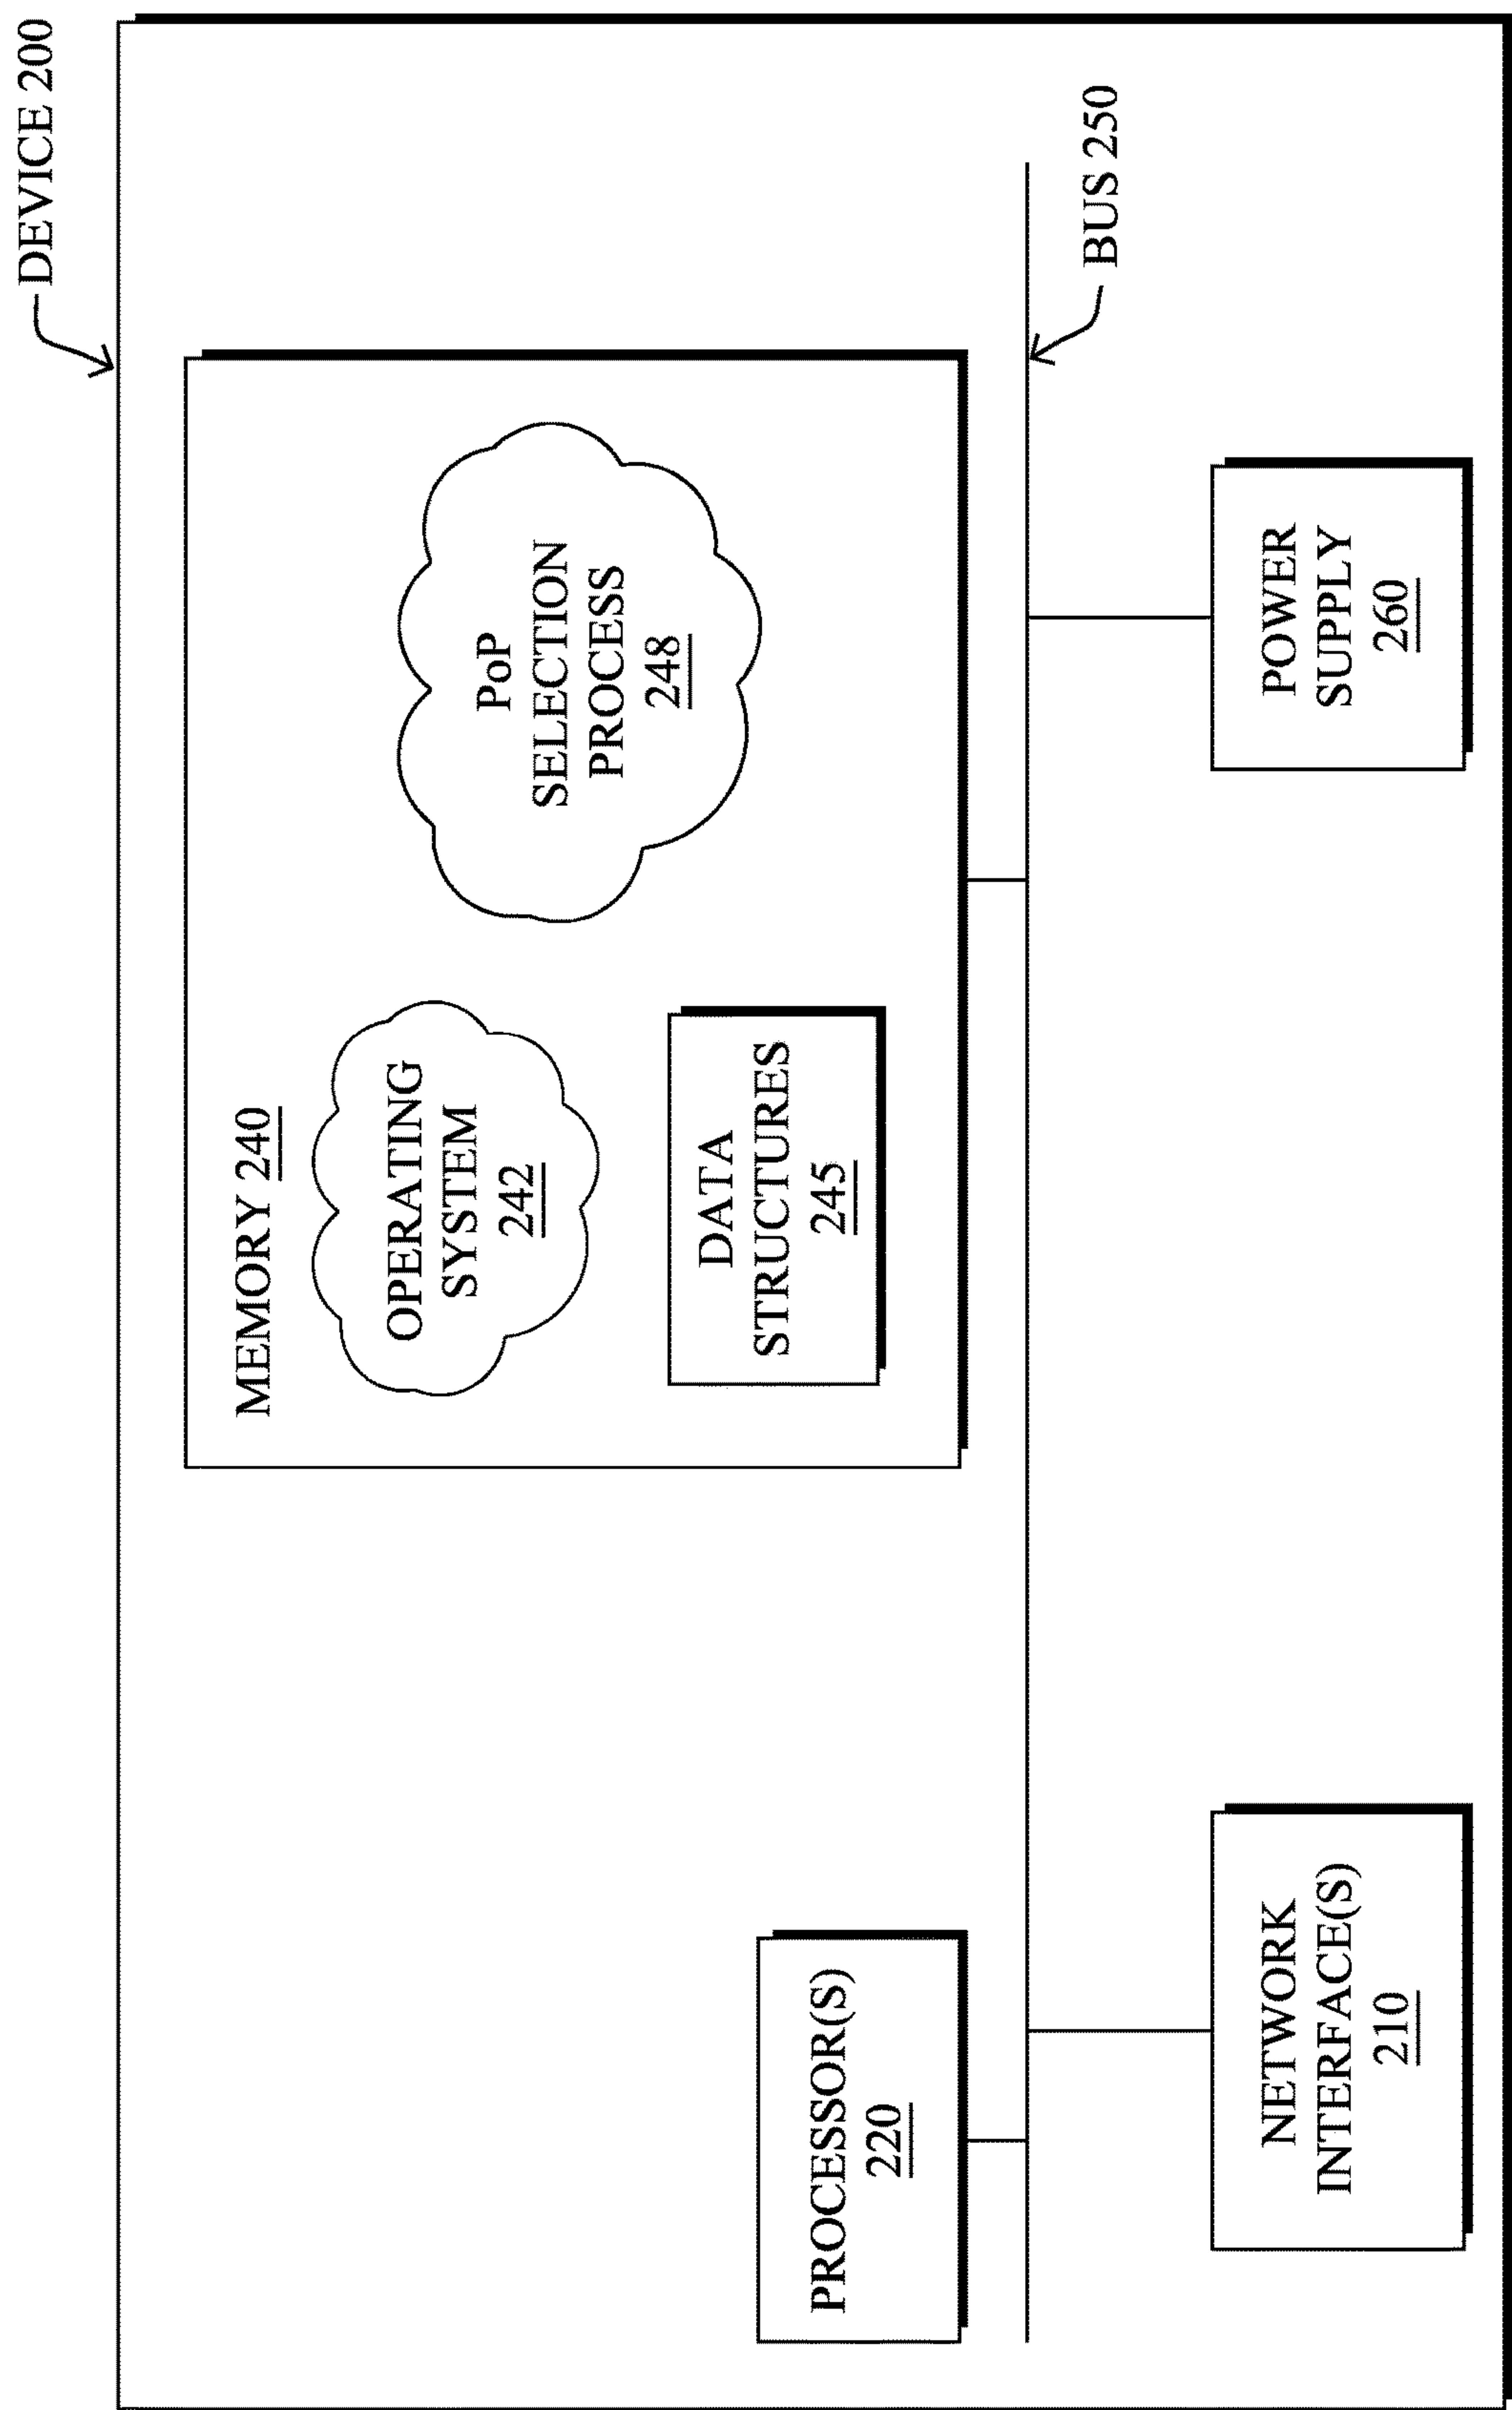 DEVICE 200
MEMORY 240
OPERATING
SYSTEM
242
DATA
STRUCTURES
245
PoP
SELECTION
PROCESS
248
PROCESSOR(S)
220
BUS 250
NETWORK
INTERFACE(S)
210
POWER
SUPPLY
260